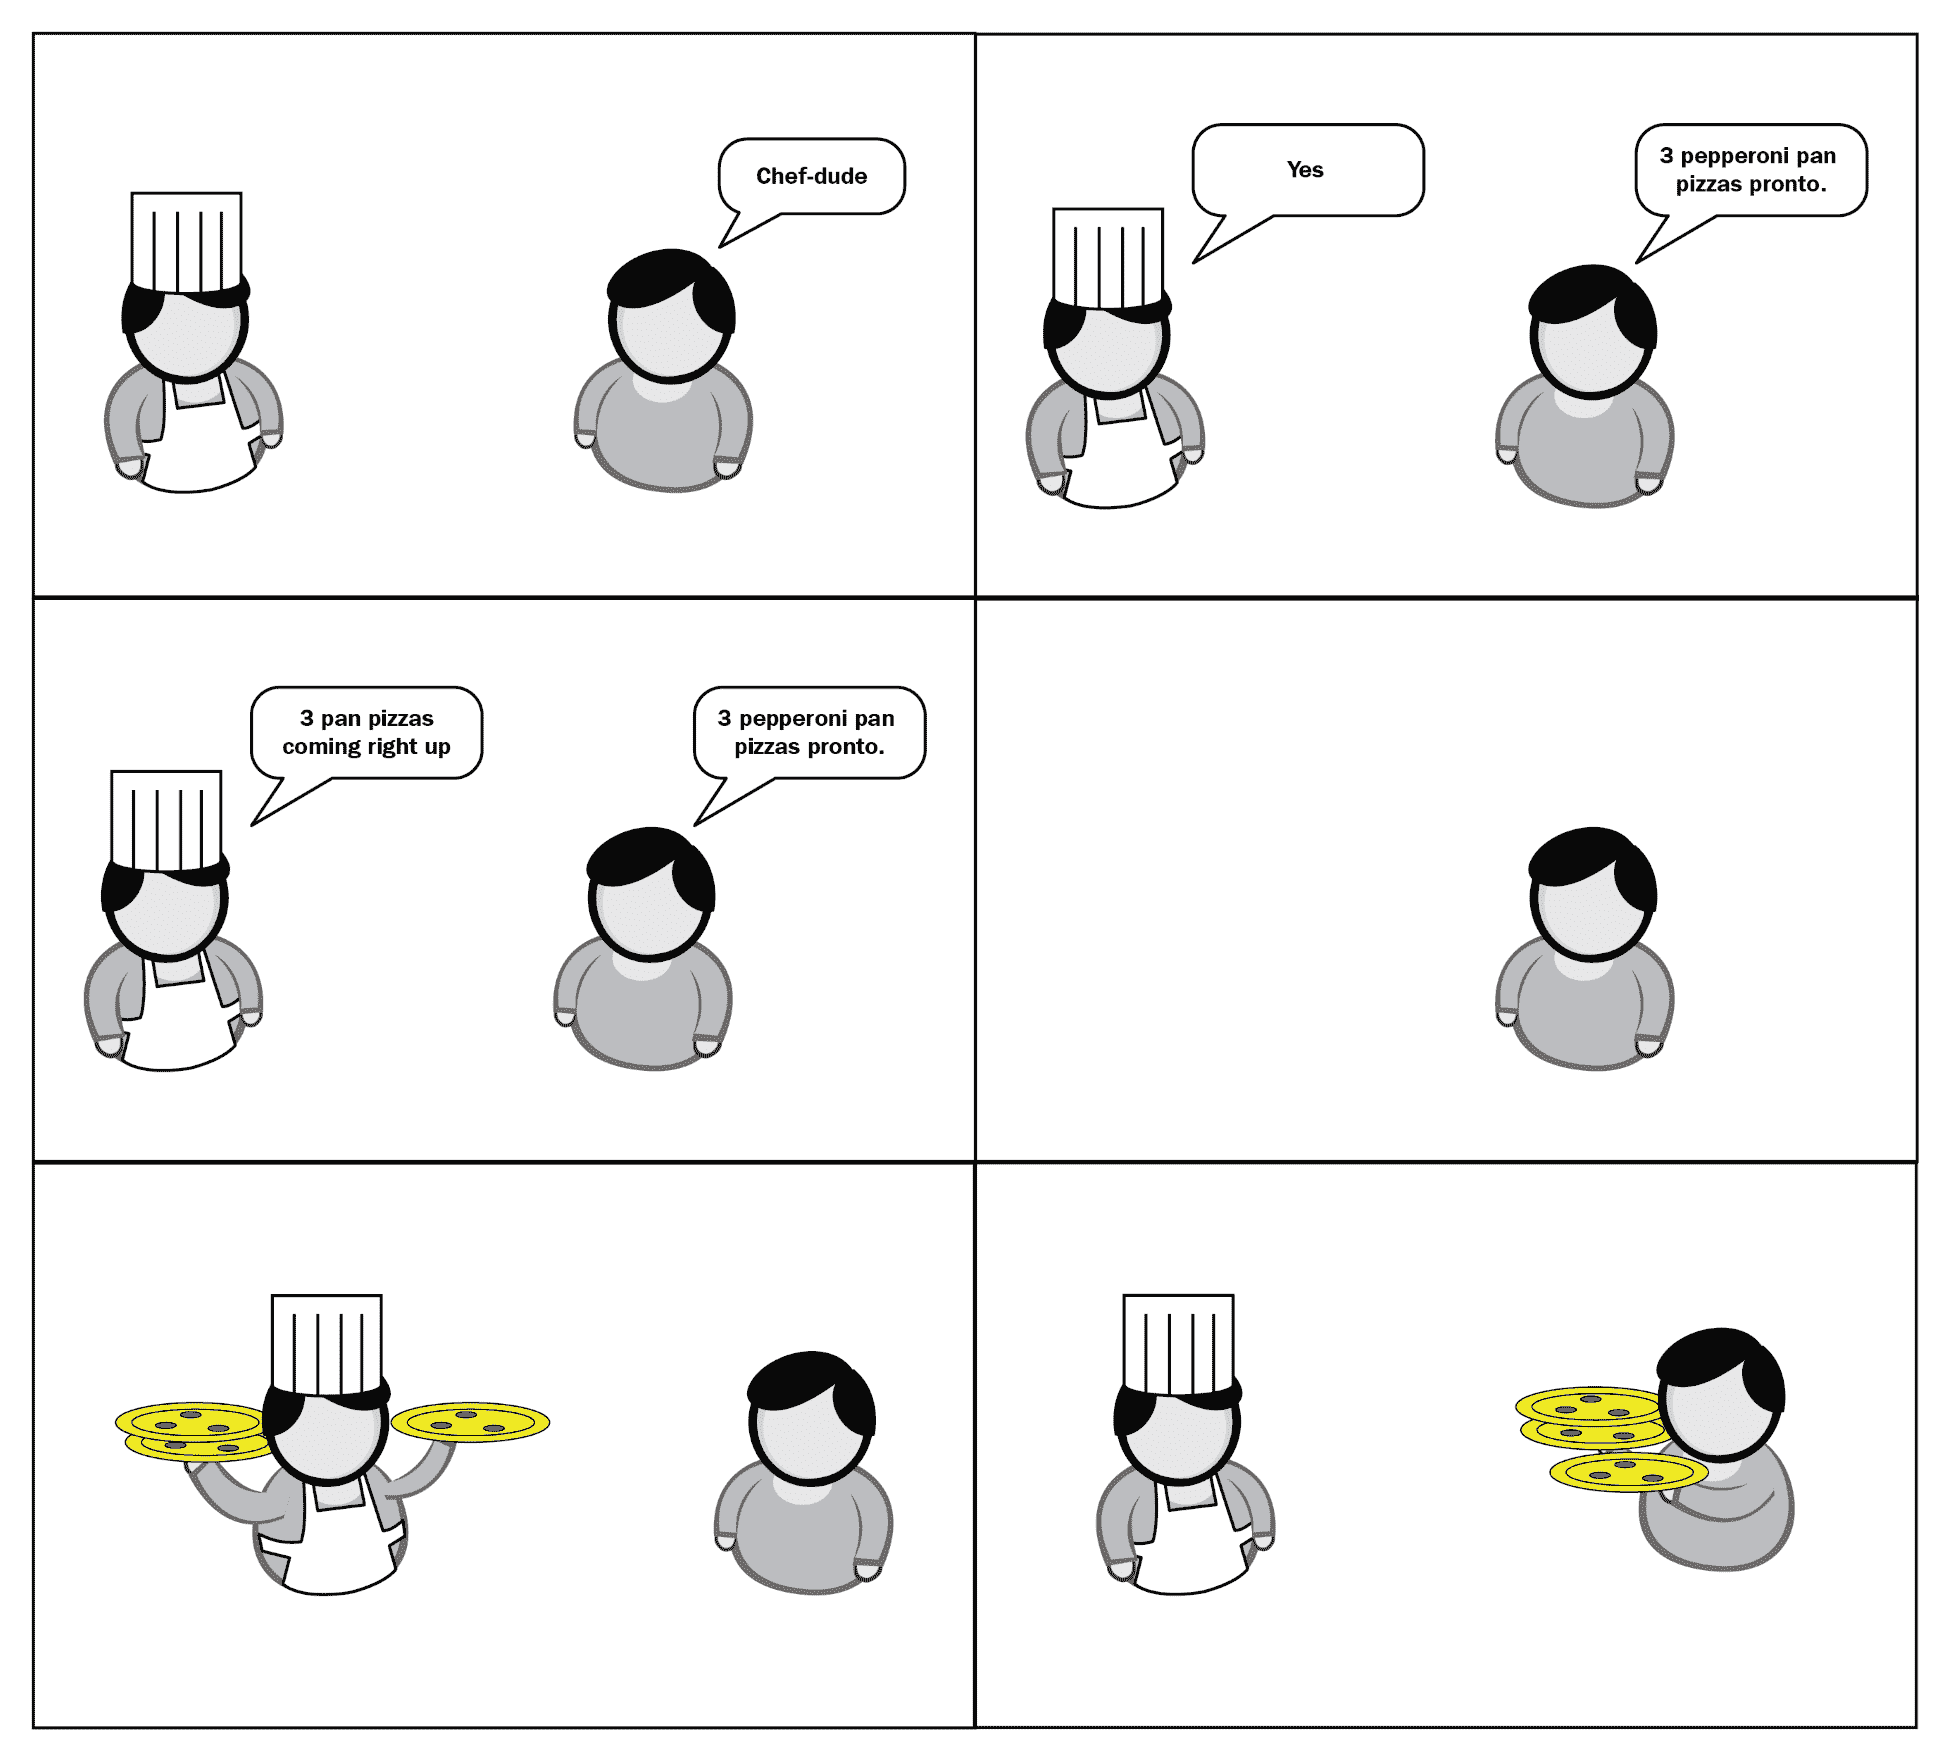 Chef-dude
Yes
3 pepperoni pan
pizzas pronto.
3 pan pizzas
coming right up
3 pepperoni pan
pizzas pronto.